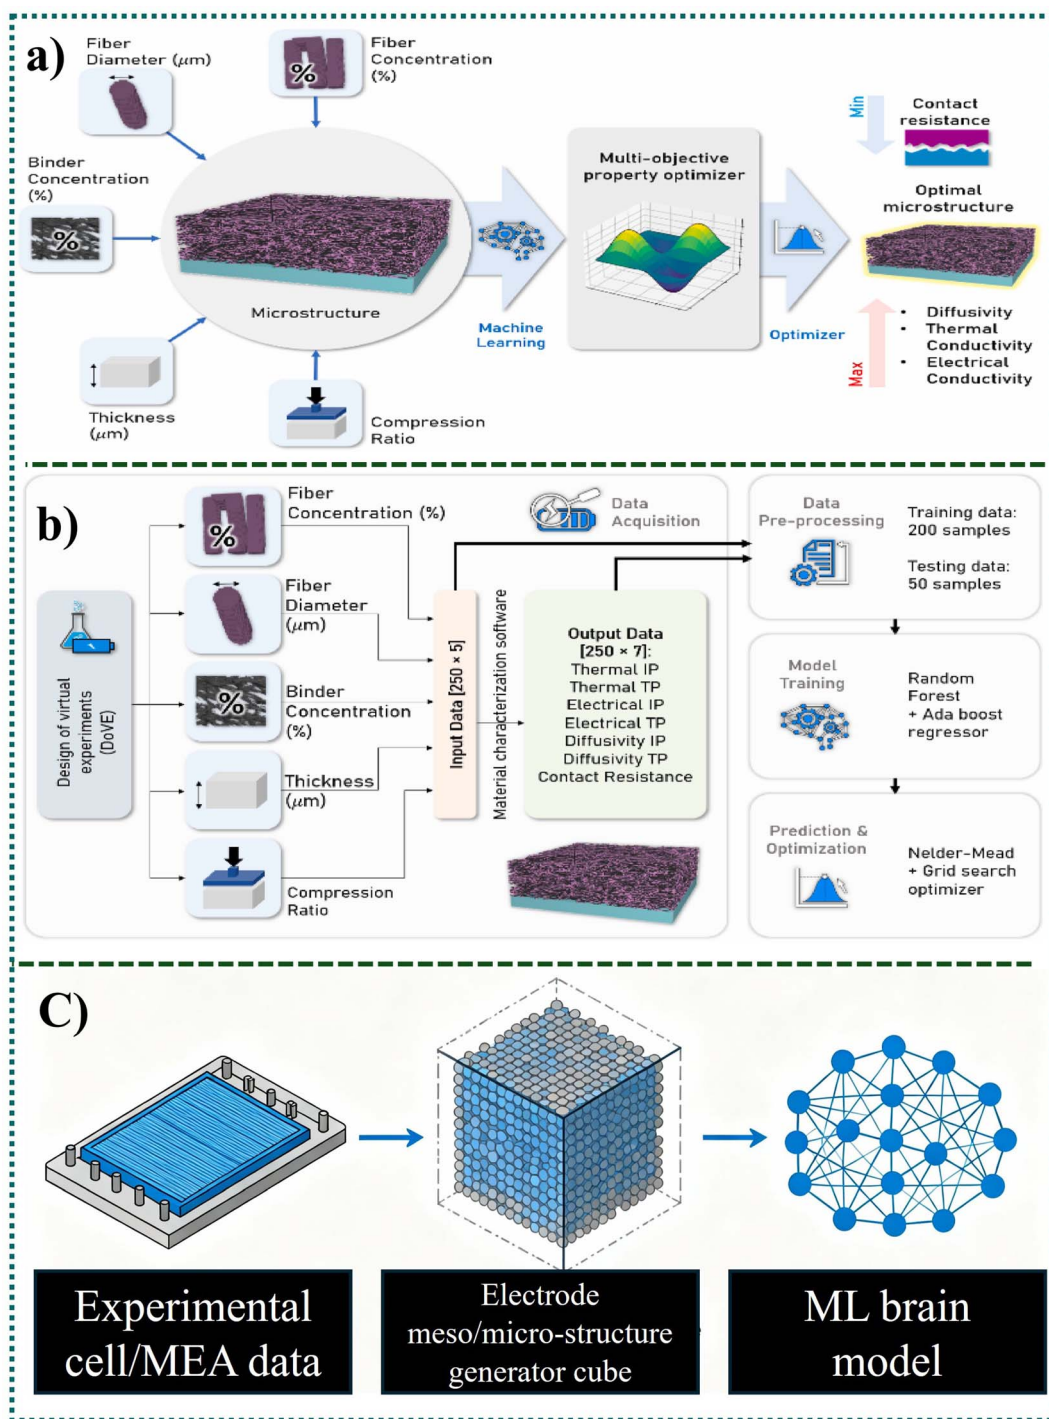 a)
Fiber
Diameter (μm)
%
Fiber
Concentration
(%)
Binder
Concentration
(%)
%
Microstructure
Thickness
(μm)
Compression
Ratio
Machine
Learning
Multi-objective
property optimizer
Optimizer
Min
Contact
resistance
Optimal
microstructure
Max
• Diffusivity
• Thermal
Conductivity
• Electrical
Conductivity
b)
Design of virtual
experiments
(DoVE)
%
Fiber
Concentration (%)
Fiber
Diameter
(μm)
%
Binder
Concentration
(%)
Thickness
(μm)
Compression
Ratio
Input Data [250 × 5]
Material characterization software
Data
Acquisition
Output Data
[250 × 7]:
Thermal IP
Thermal TP
Electrical IP
Electrical TP
Diffusivity IP
Diffusivity TP
Contact Resistance
Data
Pre-processing
Training data:
200 samples
Testing data:
50 samples
Model
Training
Random
Forest
+ Ada boost
regressor
Prediction &
Optimization
Nelder-Mead
+ Grid search
optimizer
C)
Experimental
cell/MEA data
Electrode
meso/micro-structure
generator cube
ML brain
model